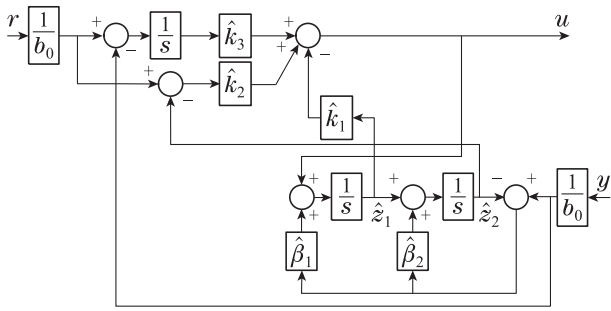 r 1/b₀ + − 1/s k̂₃ + − u
+ − k̂₂ +
k̂₁
+ + 1/s ẑ₁ + + 1/s ẑ₂ − + 1/b₀ y
β̂₁ β̂₂